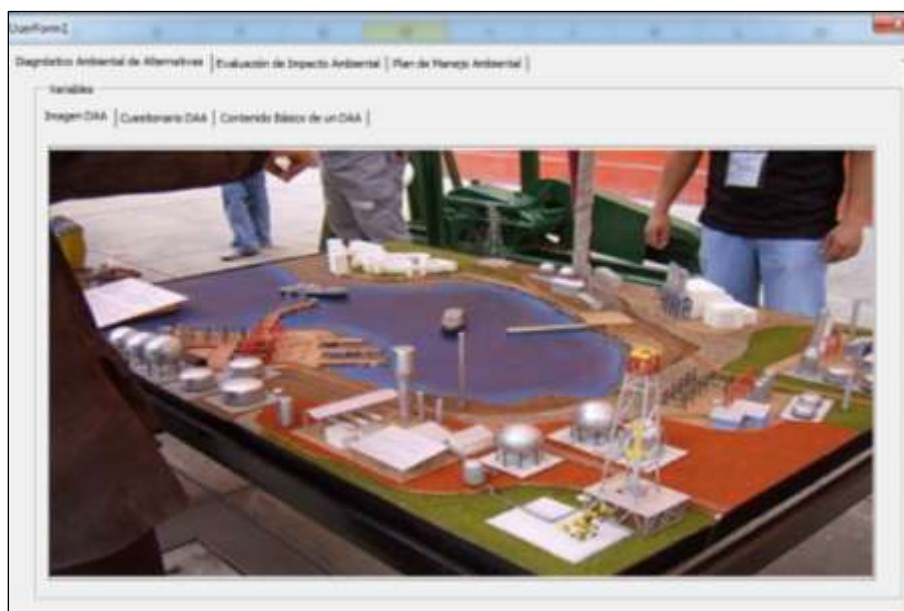 UserForm1
Diagnóstico Ambiental de Alternativas | Evaluación de Impacto Ambiental | Plan de Manejo Ambiental |
Variables
Imagen DAA | Cuestionario DAA | Contenido Básico de un DAA |